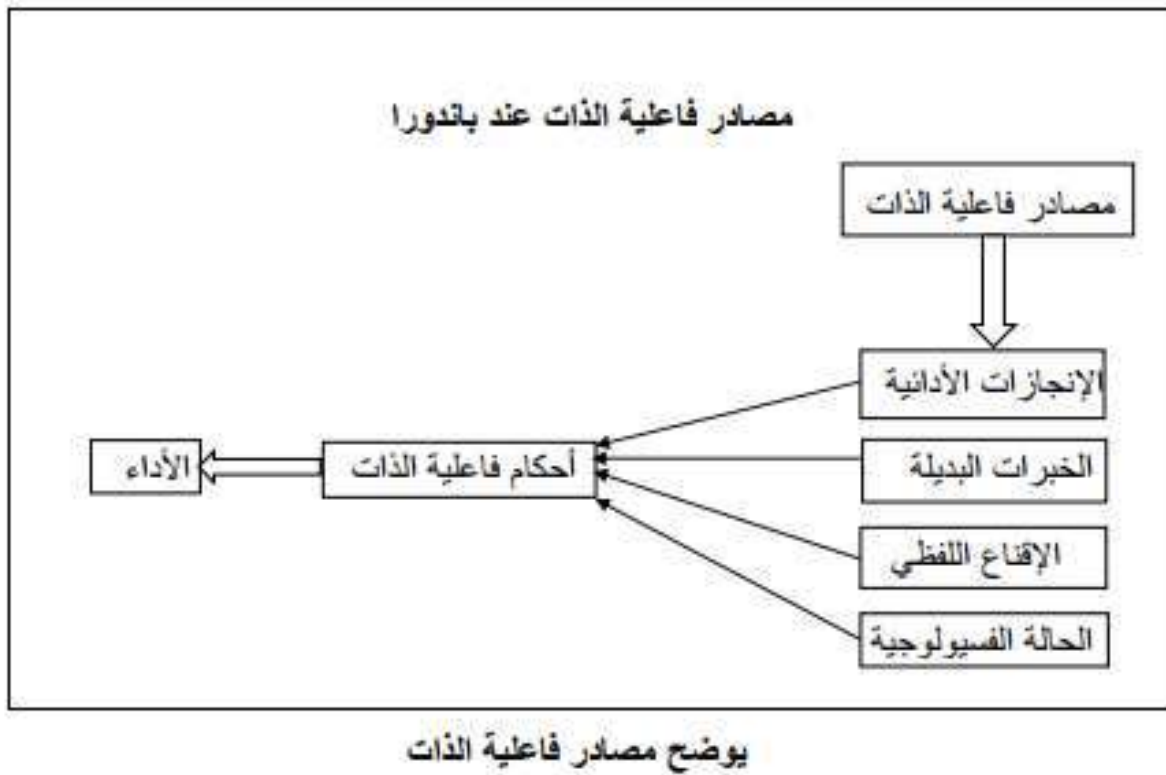 مصادر فاعلية الذات عند باندورا
مصادر فاعلية الذات
الإنجازات الأدائية
الخبرات البديلة
أحكام فاعلية الذات
الأداء
الإقناع اللفظي
الحالة الفسيولوجية
يوضح مصادر فاعلية الذات